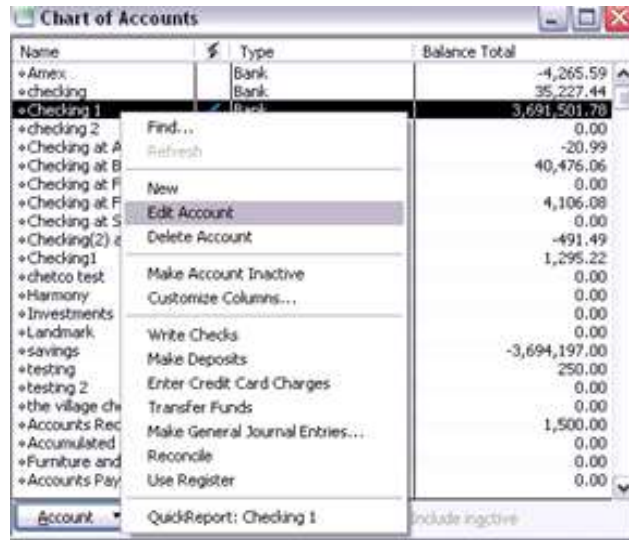 Chart of Accounts
Name Type Balance Total
Amex Bank -4,265.59
checking Bank 35,227.44
Checking 1 Bank 3,691,501.78
checking 2 Find... 0.00
Checking at A Refresh -20.99
Checking at B 40,476.06
Checking at F New 0.00
Checking at F Edit Account 4,106.08
Checking at S 0.00
Checking(2) a Delete Account -491.49
Checking1 1,295.22
chetco test Make Account Inactive 0.00
Harmony Customize Columns... 0.00
Investments 0.00
Landmark Write Checks 0.00
savings Make Deposits -3,694,197.00
testing 250.00
testing 2 Enter Credit Card Charges 0.00
the village che Transfer Funds 0.00
Accounts Rec Make General Journal Entries... 1,500.00
Accumulated Reconcile 0.00
Furniture and 0.00
Accounts Pay Use Register 0.00
Account QuickReport: Checking 1 Include inactive